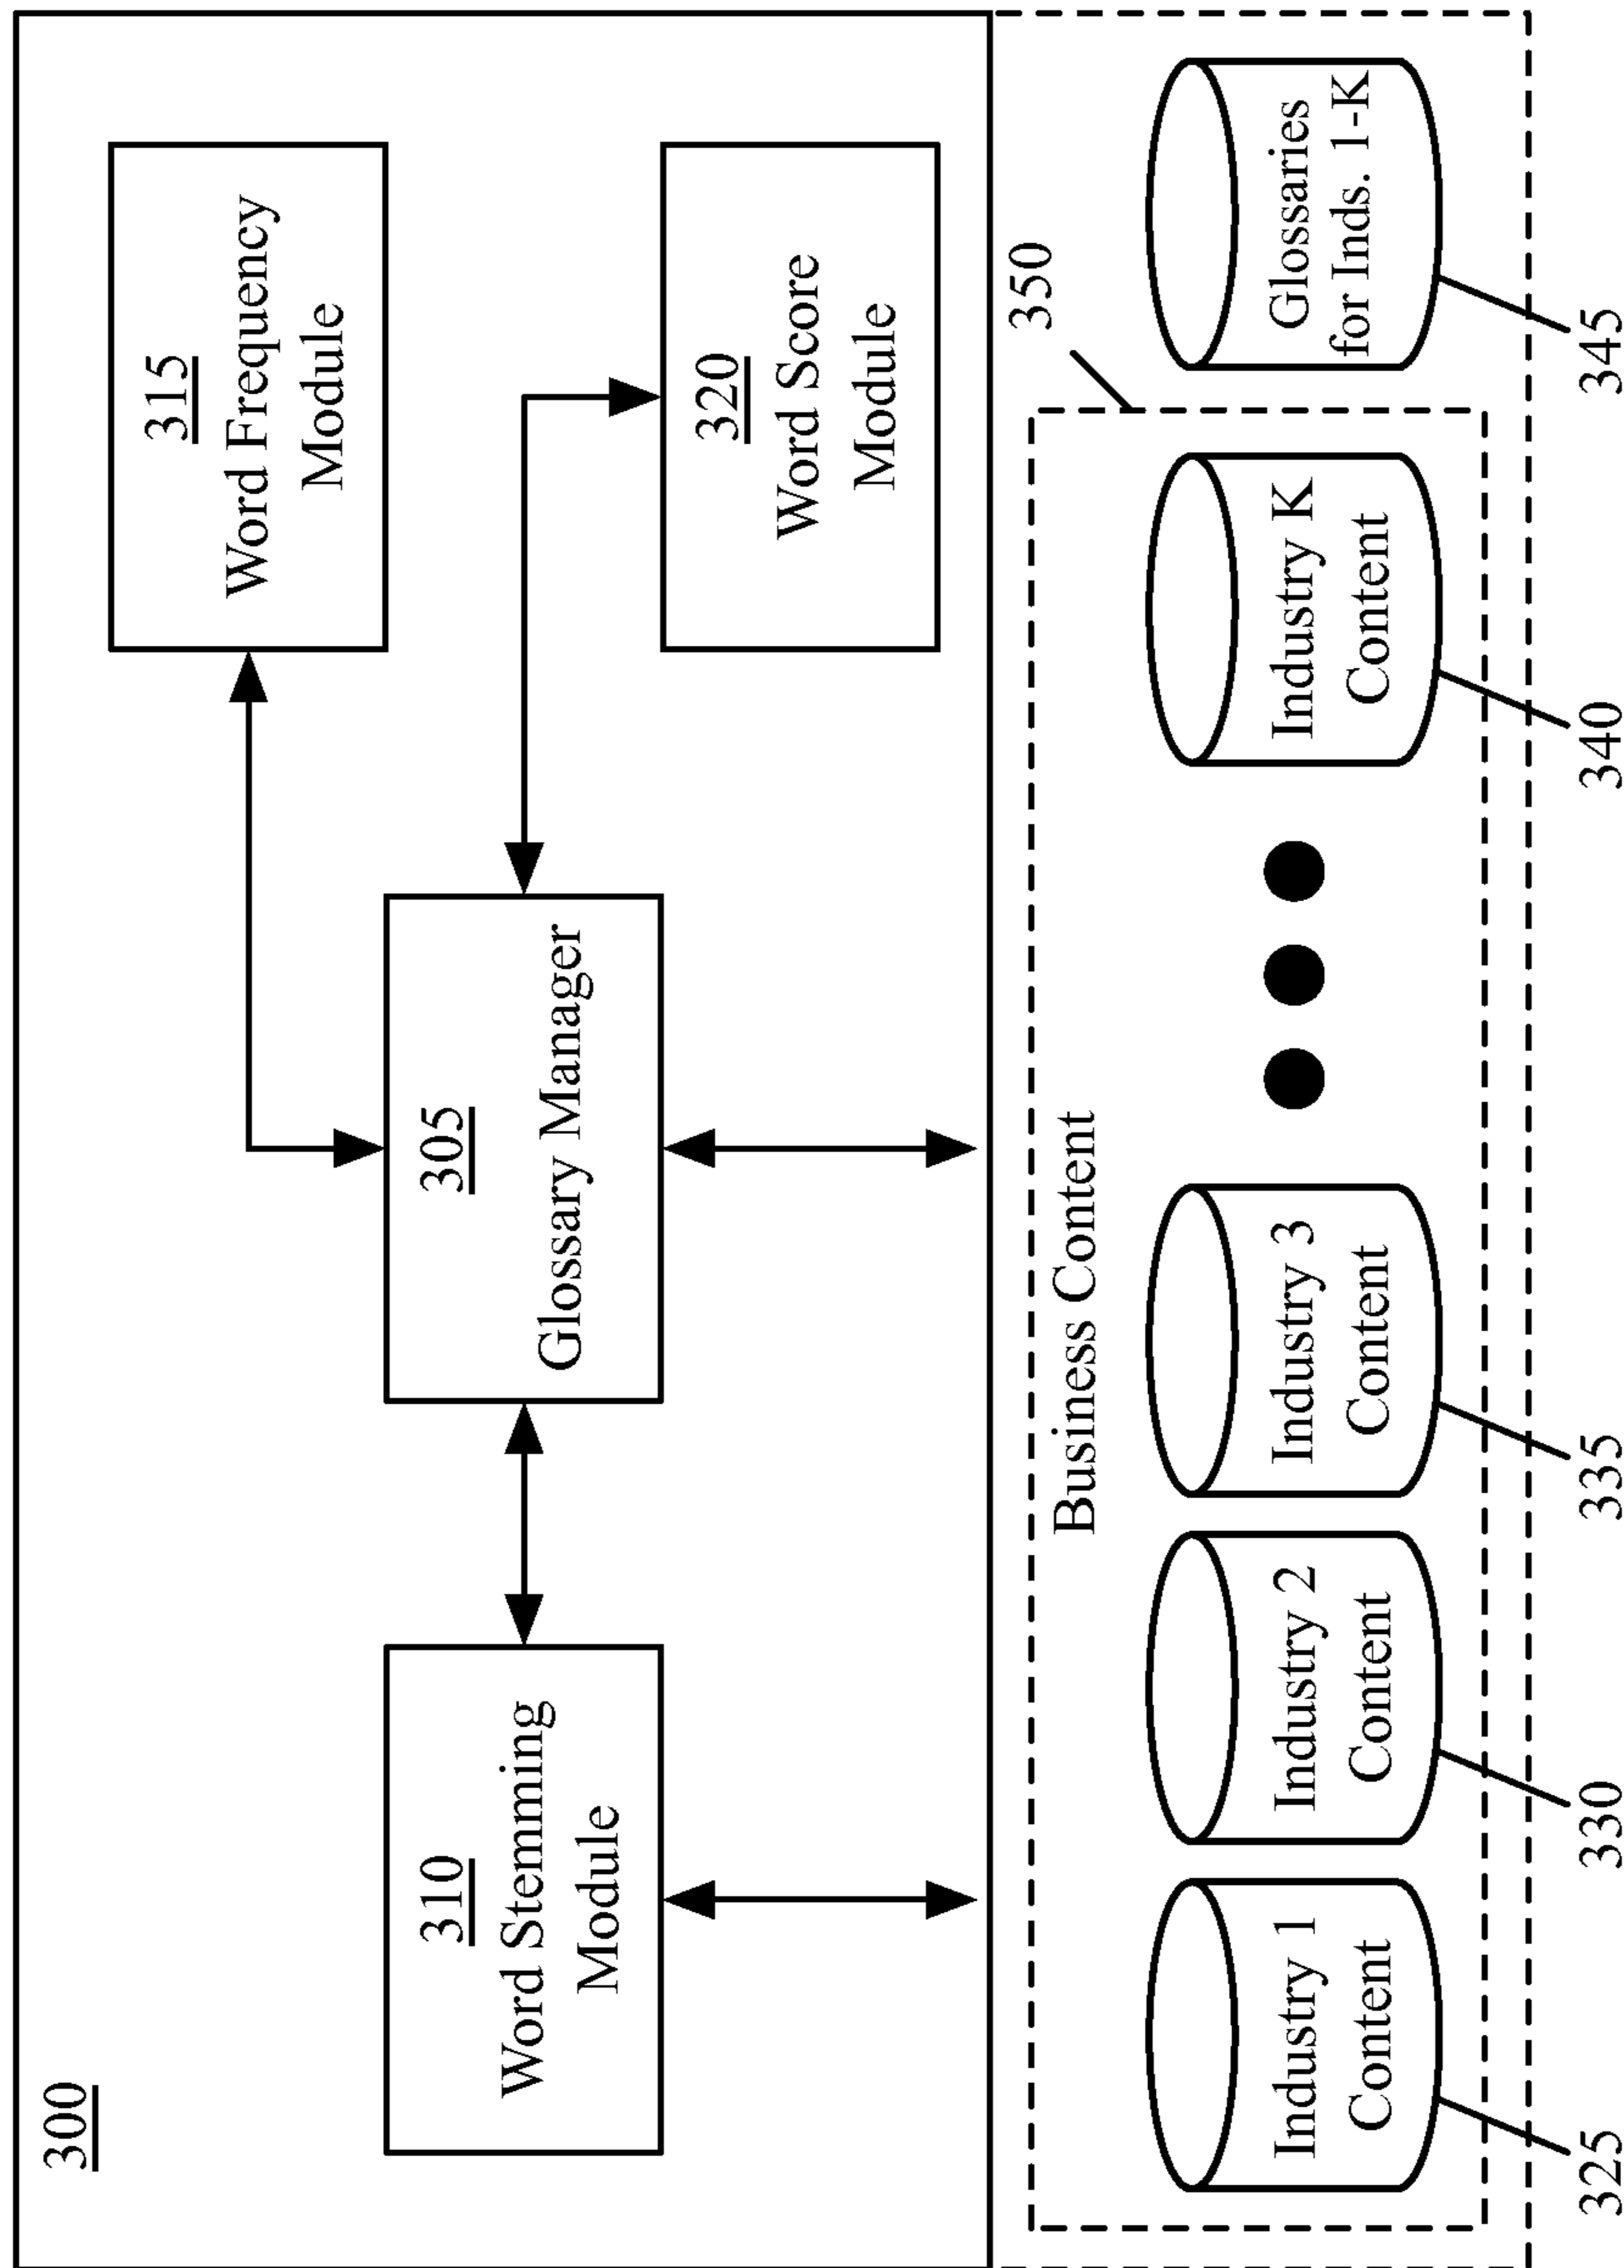 300
315
Word Frequency
Module
310
Word Stemming
Module
305
Glossary Manager
320
Word Score
Module
350
Business Content
Industry 1
Content
Industry 2
Content
Industry 3
Content
Industry K
Content
Glossaries
for Inds. 1-K
325
330
335
340
345